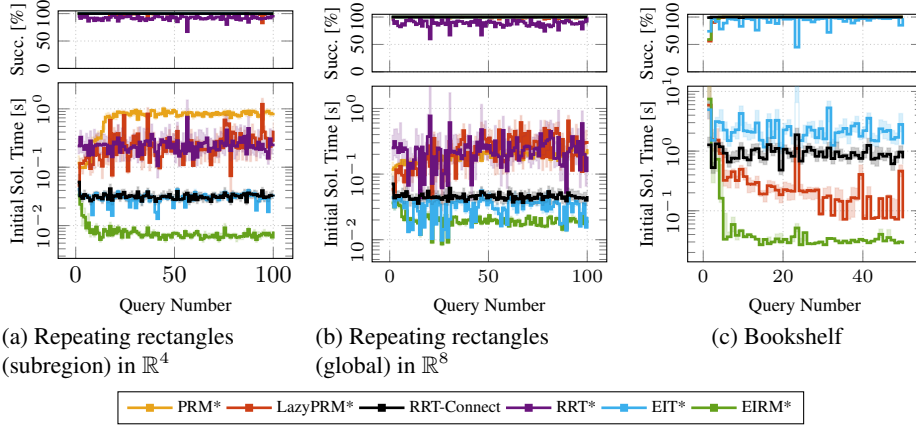 Succ. [%]
100
50
0
Initial Sol. Time [s]
10^0
10^−1
10^−2
0
50
100
Query Number
(a) Repeating rectangles
(subregion) in ℝ^4
Succ. [%]
100
50
0
Initial Sol. Time [s]
10^0
10^−1
10^−2
0
50
100
Query Number
(b) Repeating rectangles
(global) in ℝ^8
Succ. [%]
100
50
0
Initial Sol. Time [s]
10^1
10^0
10^−1
0
20
40
Query Number
(c) Bookshelf
PRM* LazyPRM* RRT-Connect RRT* EIT* EIRM*